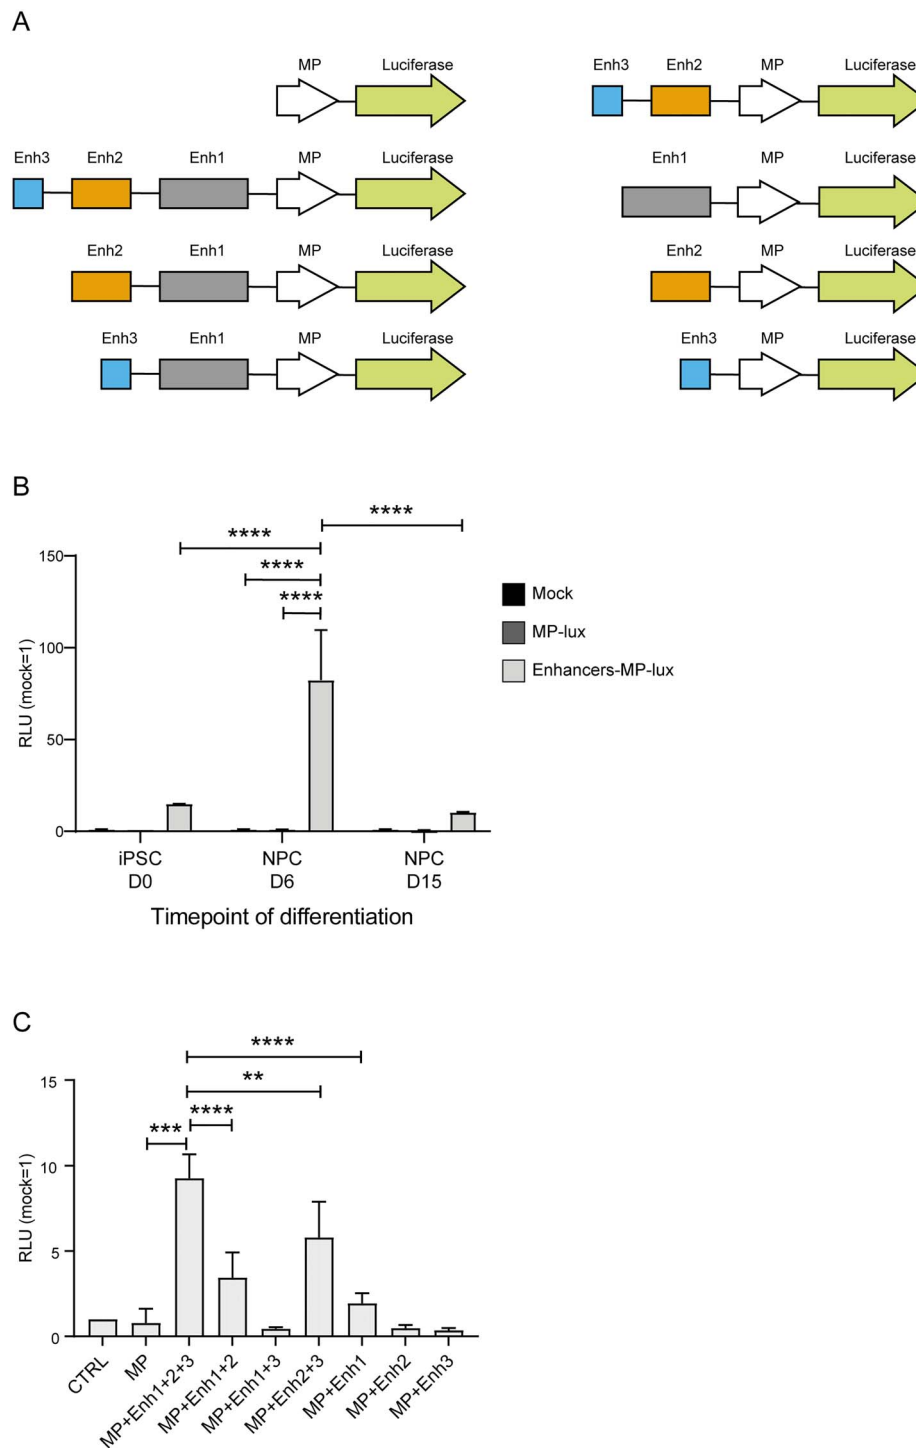 A
MP Luciferase
Enh3 Enh2 MP Luciferase
Enh3 Enh2 Enh1 MP Luciferase
Enh1 MP Luciferase
Enh2 Enh1 MP Luciferase
Enh2 MP Luciferase
Enh3 Enh1 MP Luciferase
Enh3 MP Luciferase
B
****
****
****
****
150
100
50
0
RLU (mock=1)
Mock
MP-lux
Enhancers-MP-lux
iPSC NPC NPC
D0 D6 D15
Timepoint of differentiation
C
****
**
****
***
15
10
5
0
RLU (mock=1)
CTRL
MP
MP+Enh1+2+3
MP+Enh1+2
MP+Enh1+3
MP+Enh2+3
MP+Enh1
MP+Enh2
MP+Enh3